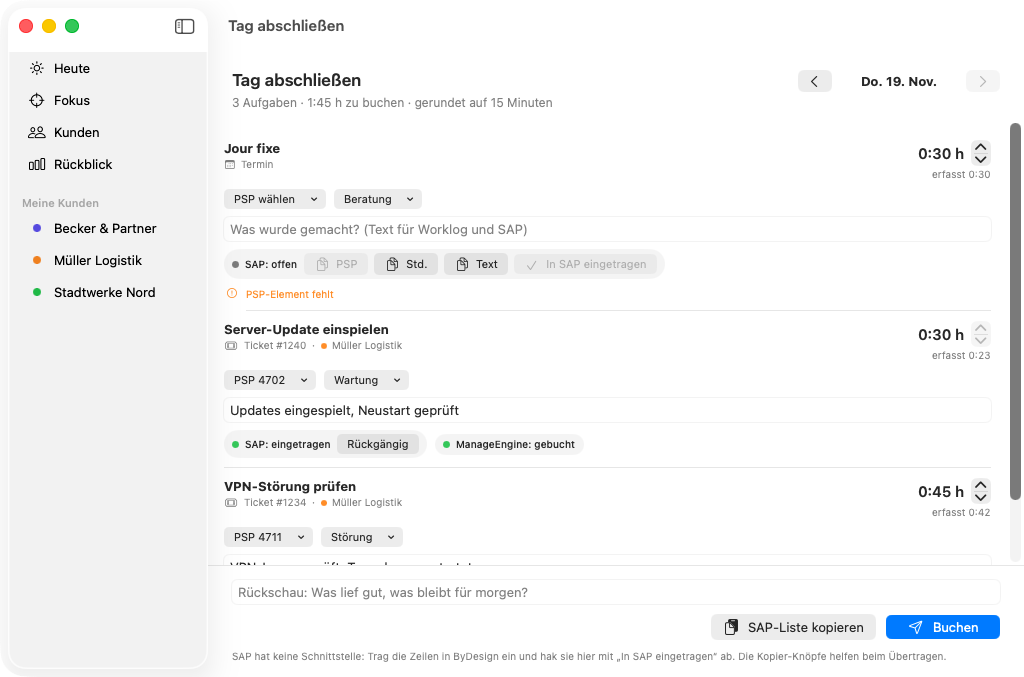 Tag abschließen
Heute
Fokus
Kunden
Rückblick
Meine Kunden
Becker & Partner
Müller Logistik
Stadtwerke Nord
Tag abschließen
Do. 19. Nov.
3 Aufgaben · 1:45 h zu buchen · gerundet auf 15 Minuten
Jour fixe
0:30 h
Termin
erfasst 0:30
PSP wählen
Beratung
Was wurde gemacht? (Text für Worklog und SAP)
SAP: offen
PSP
Std.
Text
In SAP eingetragen
PSP-Element fehlt
Server-Update einspielen
0:30 h
Ticket #1240 · Müller Logistik
erfasst 0:23
PSP 4702
Wartung
Updates eingespielt, Neustart geprüft
SAP: eingetragen
Rückgängig
ManageEngine: gebucht
VPN-Störung prüfen
0:45 h
Ticket #1234 · Müller Logistik
erfasst 0:42
PSP 4711
Störung
Rückschau: Was lief gut, was bleibt für morgen?
SAP-Liste kopieren
Buchen
SAP hat keine Schnittstelle: Trag die Zeilen in ByDesign ein und hak sie hier mit „In SAP eingetragen“ ab. Die Kopier-Knöpfe helfen beim Übertragen.